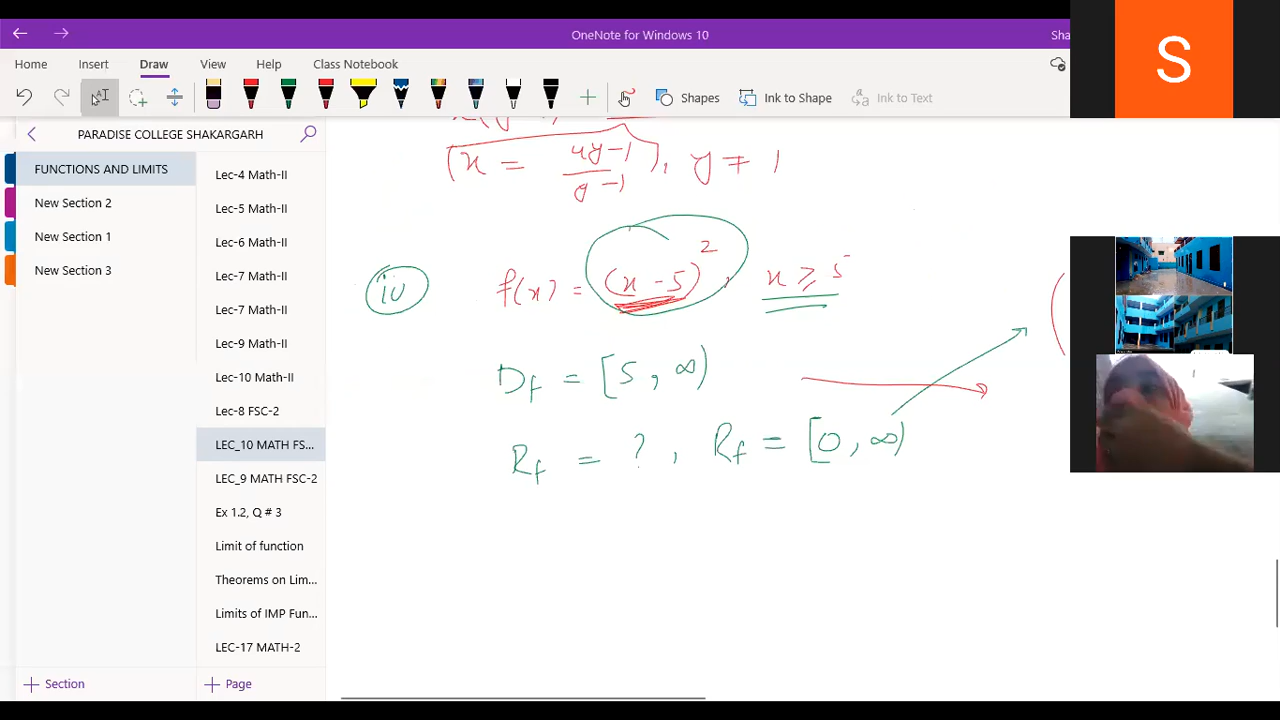 OneNote for Windows 10
Sha
Home Insert Draw View Help Class Notebook
Shapes Ink to Shape Ink to Text
PARADISE COLLEGE SHAKARGARH
FUNCTIONS AND LIMITS
New Section 2
New Section 1
New Section 3
Lec-4 Math-II
Lec-5 Math-II
Lec-6 Math-II
Lec-7 Math-II
Lec-7 Math-II
Lec-9 Math-II
Lec-10 Math-II
Lec-8 FSC-2
LEC_10 MATH FS...
LEC_9 MATH FSC-2
Ex 1.2, Q # 3
Limit of function
Theorems on Lim...
Limits of IMP Fun...
LEC-17 MATH-2
Section
Page
(x = (4y-1)/(y-1)), y ≠ 1
iv f(x) = (x-5)², x ≥ 5
Df = [5, ∞)
Rf = ?, Rf = [0, ∞)
S